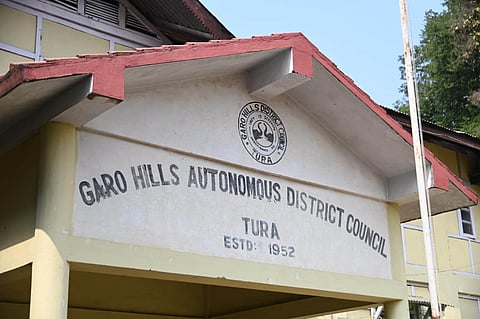 GARO HILLS DISTRICT COUNCIL
TURA
GARO HILLS AUTONOMOUS DISTRICT COUNCIL
TURA
ESTD: 1952